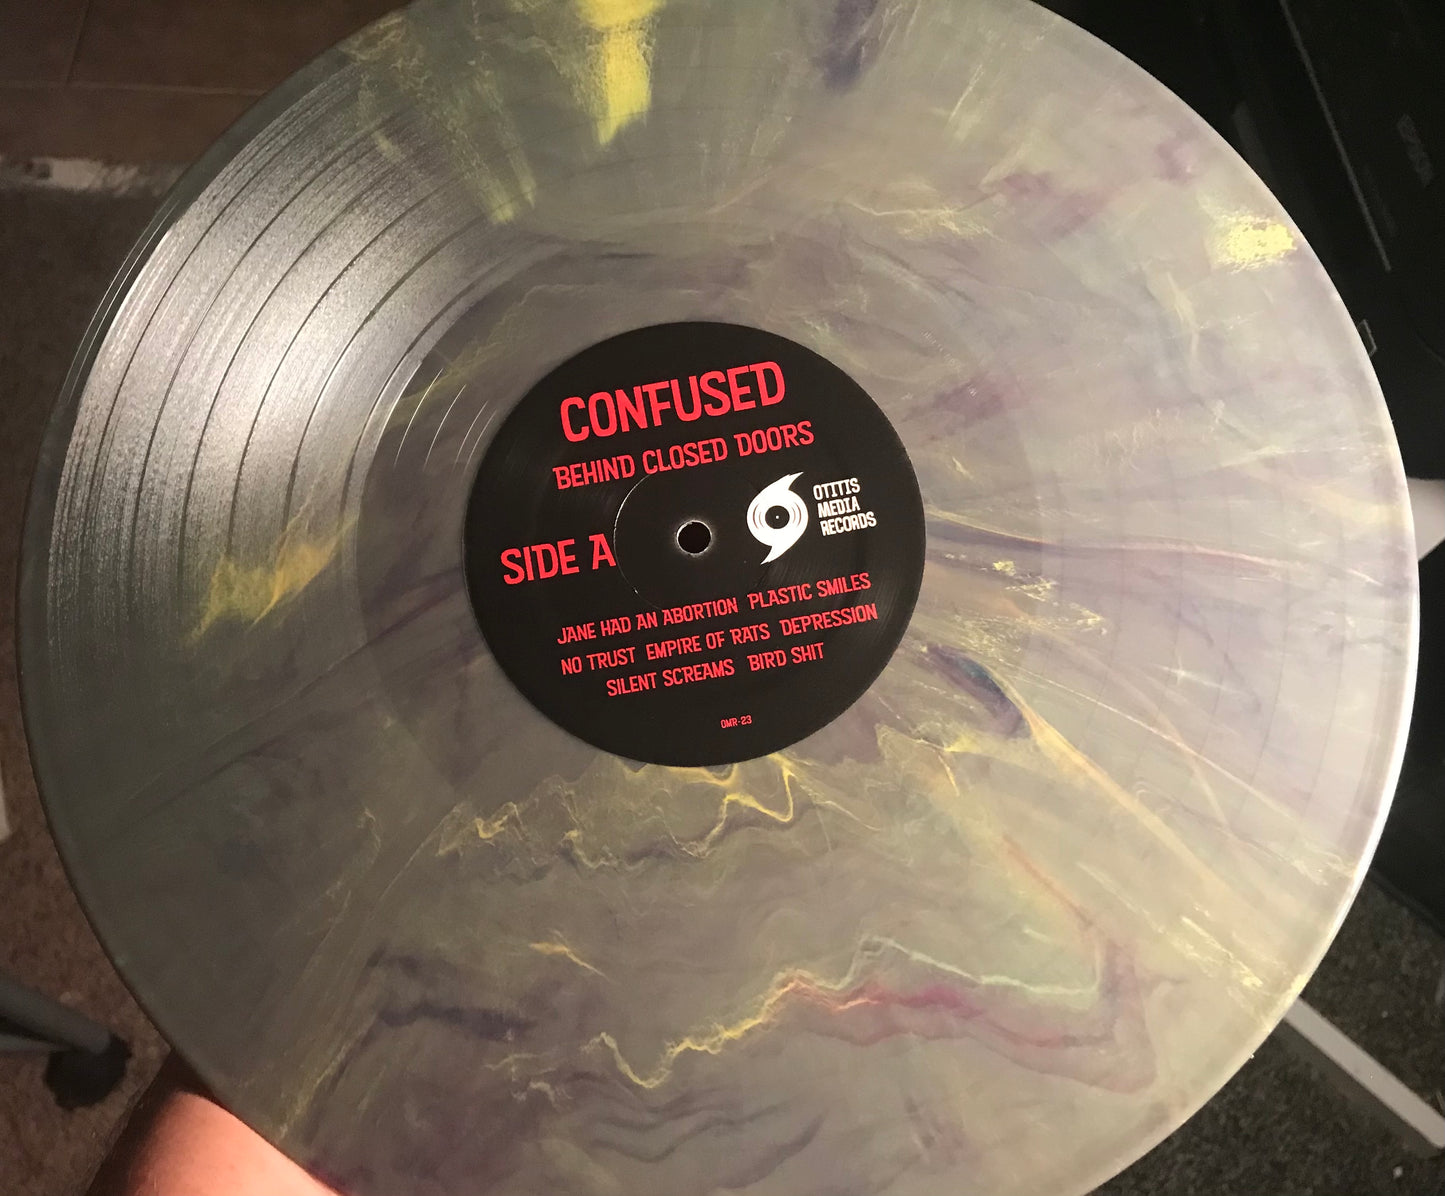 CONFUSED
BEHIND CLOSED DOORS
OTITIS
MEDIA
RECORDS
SIDE A
JANE HAD AN ABORTION PLASTIC SMILES
NO TRUST EMPIRE OF RATS DEPRESSION
SILENT SCREAMS BIRD SHIT
OMR-23